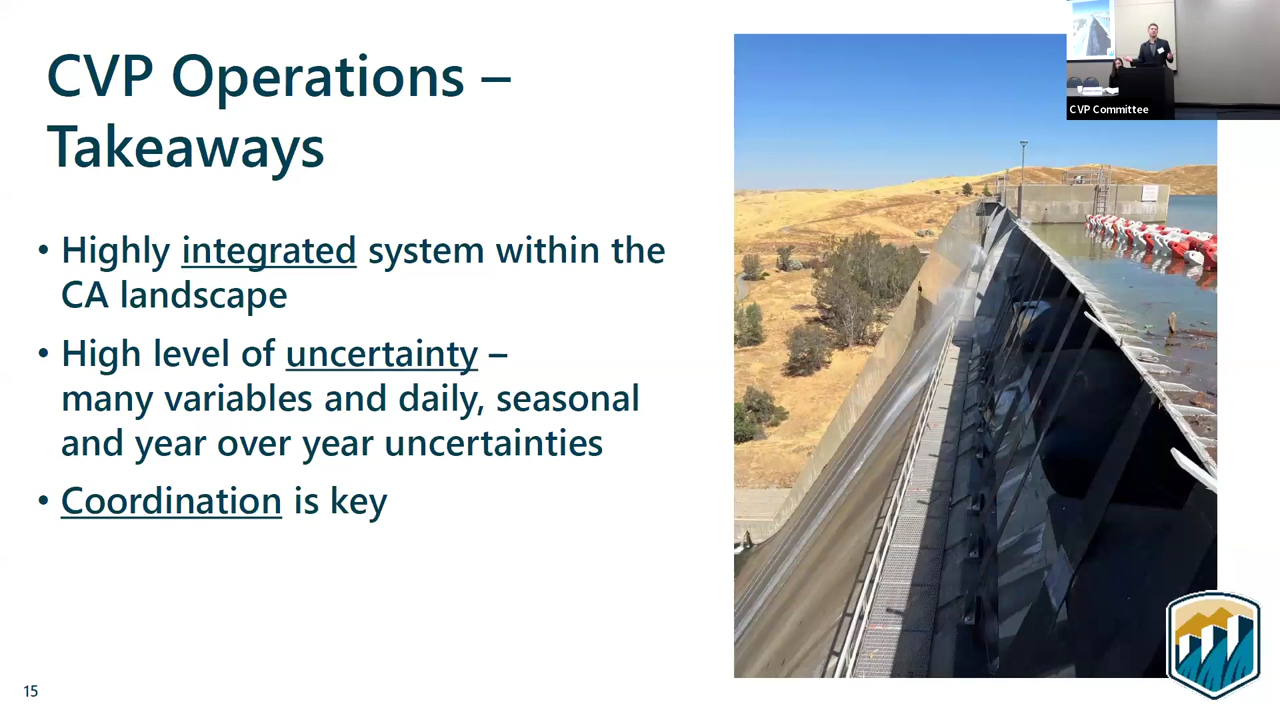 CVP Operations –
Takeaways
• Highly integrated system within the
CA landscape
• High level of uncertainty –
many variables and daily, seasonal
and year over year uncertainties
• Coordination is key
CVP Committee
15